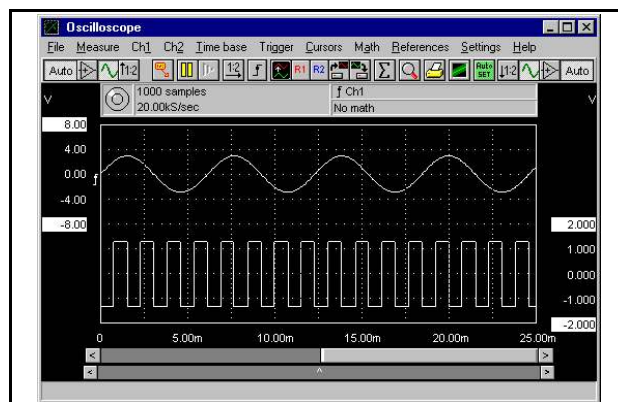 Oscilloscope
File Measure Ch1 Ch2 Time base Trigger Cursors Math References Settings Help
Auto 1:2 1:2 R1 R2 Σ Auto SET 1:2 Auto
1000 samples ƒ Ch1
20.00kS/sec No math
V V
8.00
4.00
0.00
-4.00
-8.00
2.000
1.000
0.000
-1.000
-2.000
0 5.00m 10.00m 15.00m 20.00m 25.00m